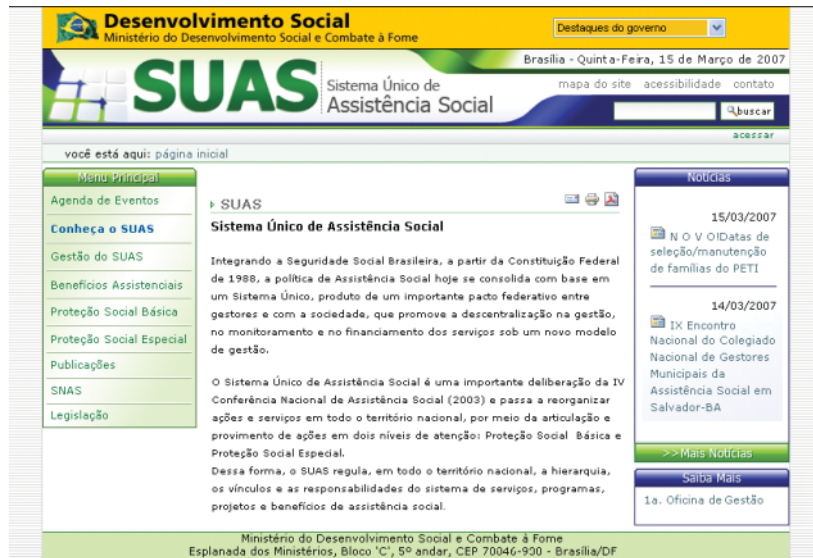 Desenvolvimento Social
Ministério do Desenvolvimento Social e Combate à Fome
Destaques do governo
Brasília - Quinta-Feira, 15 de Março de 2007
SUAS
Sistema Único de
Assistência Social
mapa do site acessibilidade contato
buscar
acessar
você está aqui: página inicial
Menu Principal
Agenda de Eventos
Conheça o SUAS
Gestão do SUAS
Benefícios Assistenciais
Proteção Social Básica
Proteção Social Especial
Publicações
SNAS
Legislação
SUAS
Sistema Único de Assistência Social
Integrando a Seguridade Social Brasileira, a partir da Constituição Federal
de 1988, a política de Assistência Social hoje se consolida com base em
um Sistema Único, produto de um importante pacto federativo entre
gestores e com a sociedade, que promove a descentralização na gestão,
no monitoramento e no financiamento dos serviços sob um novo modelo
de gestão.
O Sistema Único de Assistência Social é uma importante deliberação da IV
Conferência Nacional de Assistência Social (2003) e passa a reorganizar
ações e serviços em todo o território nacional, por meio da articulação e
provimento de ações em dois níveis de atenção: Proteção Social Básica e
Proteção Social Especial.
Dessa forma, o SUAS regula, em todo o território nacional, a hierarquia,
os vínculos e as responsabilidades do sistema de serviços, programas,
projetos e benefícios de assistência social.
Notícias
15/03/2007
N O V O!Datas de
seleção/manutenção
de famílias do PETI
14/03/2007
IX Encontro
Nacional do Colegiado
Nacional de Gestores
Municipais da
Assistência Social em
Salvador-BA
>>Mais Notícias
Saiba Mais
1a. Oficina de Gestão
Ministério do Desenvolvimento Social e Combate à Fome
Esplanada dos Ministérios, Bloco 'C', 5º andar, CEP 70046-900 - Brasília/DF